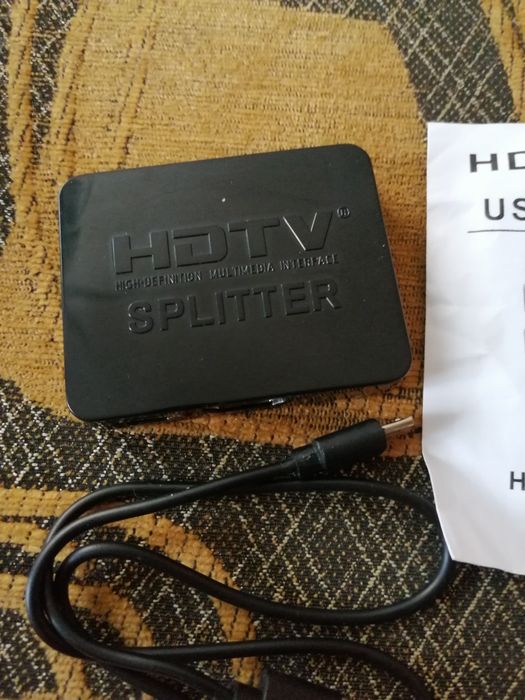 HDTV®
HIGH-DEFINITION MULTIMEDIA INTERFACE
SPLITTER
HD
US
H